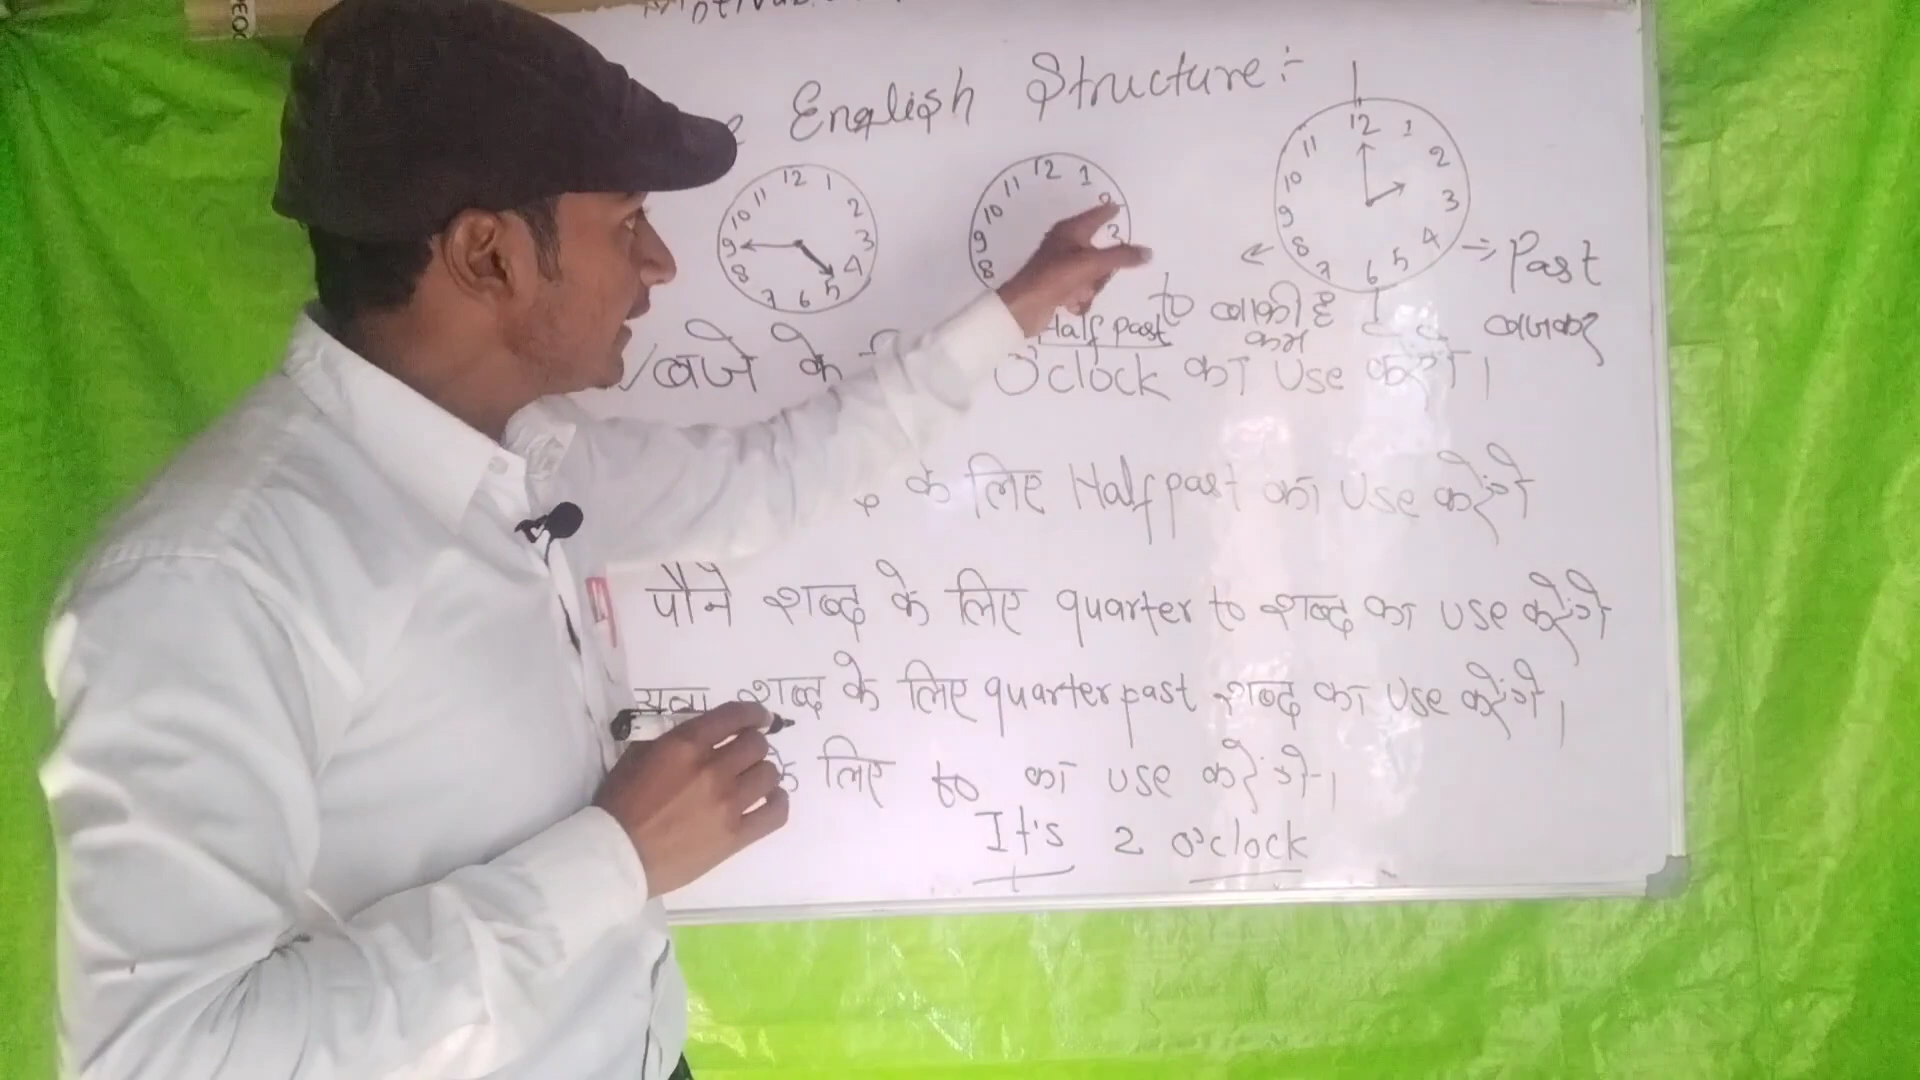 English Structure:-
12 1 2 3 4 5 6 7 8 9 10 11
12 1 3 8 9 10 11
12 1 2 3 4 5 6 7 8 9 10 11
Past
बजकर
to बाकी है
कम
Half past
बजे के O'clock का use करेंगे।
के लिए Half past का use करेंगे
पौने शब्द के लिए quarter to शब्द का use करेंगे
सवा शब्द के लिए quarter past शब्द का use करेंगे।
के लिए to का use करेंगे।
It's 2 o'clock